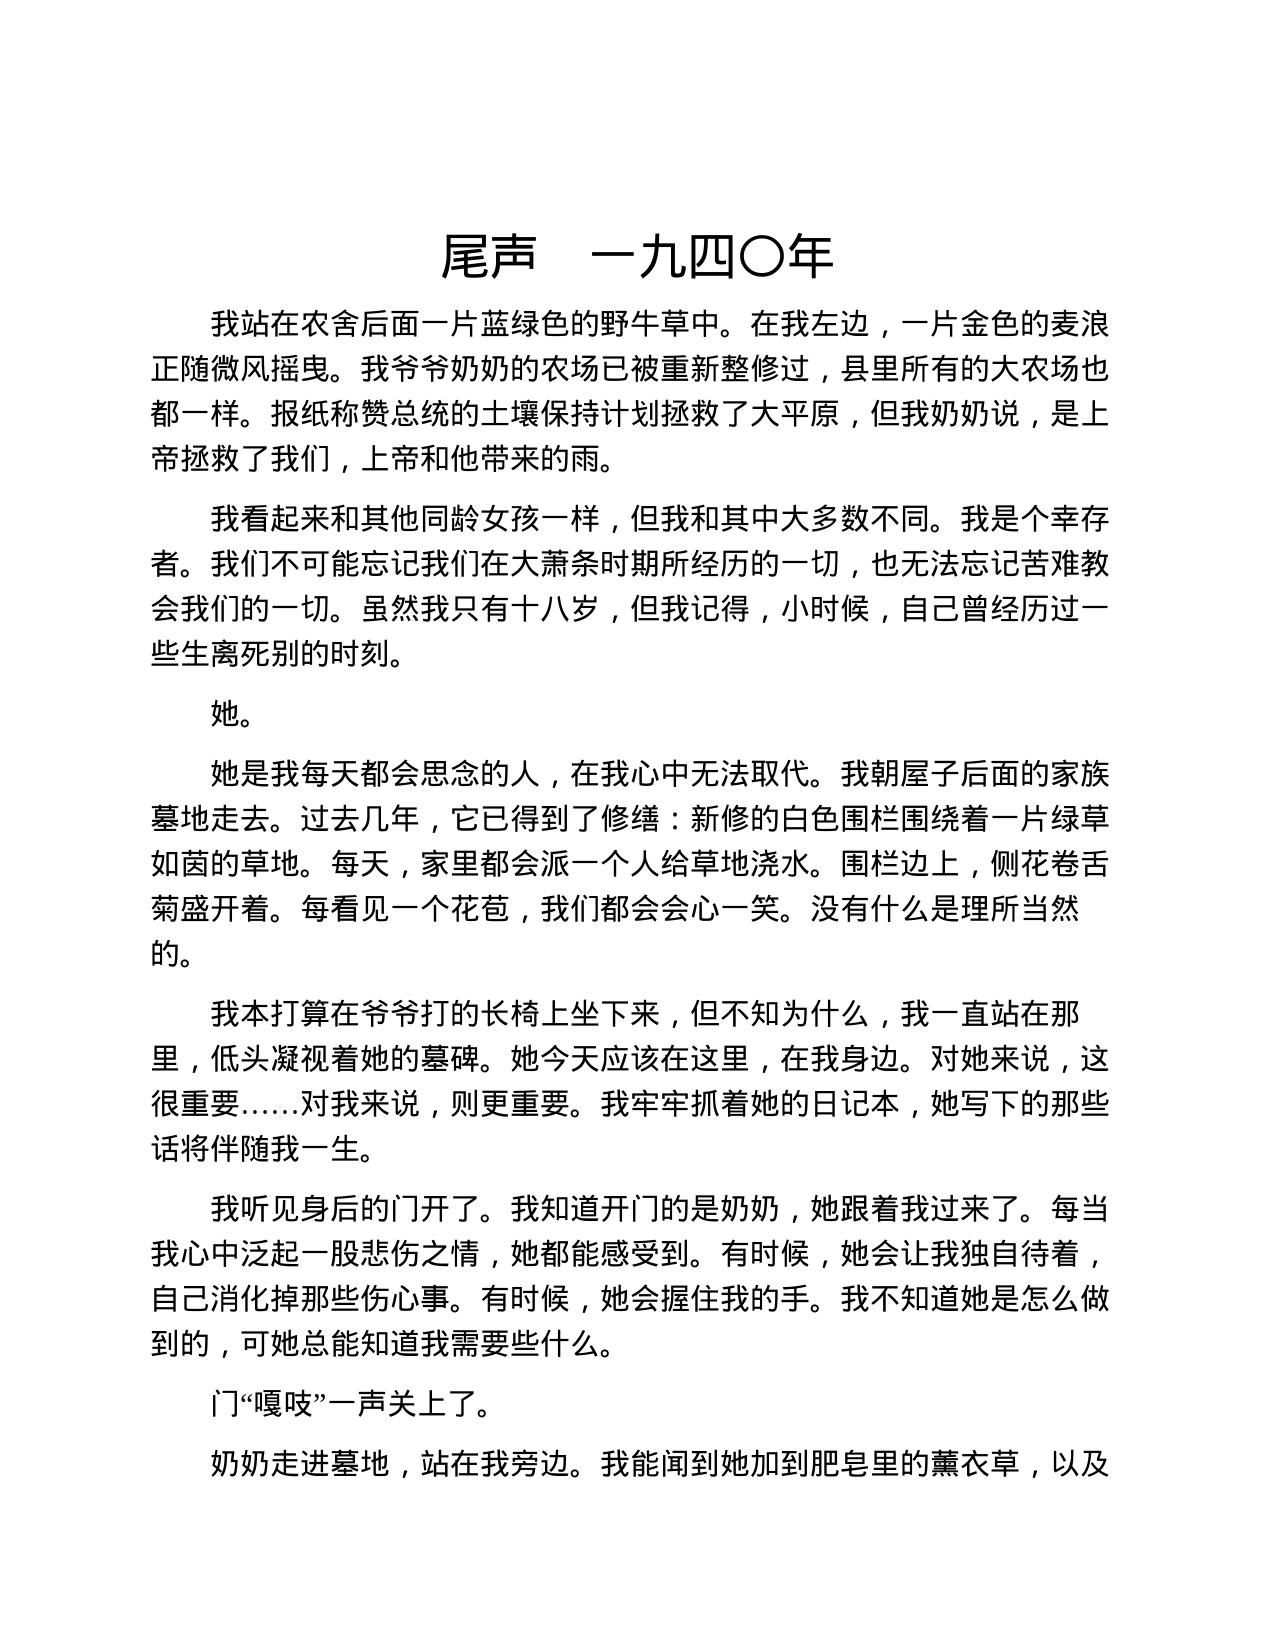 尾声　一九四〇年
我站在农舍后面一片蓝绿色的野牛草中。在我左边，一片金色的麦浪
正随微风摇曳。我爷爷奶奶的农场已被重新整修过，县里所有的大农场也
都一样。报纸称赞总统的土壤保持计划拯救了大平原，但我奶奶说，是上
帝拯救了我们，上帝和他带来的雨。
我看起来和其他同龄女孩一样，但我和其中大多数不同。我是个幸存
者。我们不可能忘记我们在大萧条时期所经历的一切，也无法忘记苦难教
会我们的一切。虽然我只有十八岁，但我记得，小时候，自己曾经历过一
些生离死别的时刻。
她。
她是我每天都会思念的人，在我心中无法取代。我朝屋子后面的家族
墓地走去。过去几年，它已得到了修缮：新修的白色围栏围绕着一片绿草
如茵的草地。每天，家里都会派一个人给草地浇水。围栏边上，侧花卷舌
菊盛开着。每看见一个花苞，我们都会会心一笑。没有什么是理所当然
的。
我本打算在爷爷打的长椅上坐下来，但不知为什么，我一直站在那
里，低头凝视着她的墓碑。她今天应该在这里，在我身边。对她来说，这
很重要……对我来说，则更重要。我牢牢抓着她的日记本，她写下的那些
话将伴随我一生。
我听见身后的门开了。我知道开门的是奶奶，她跟着我过来了。每当
我心中泛起一股悲伤之情，她都能感受到。有时候，她会让我独自待着，
自己消化掉那些伤心事。有时候，她会握住我的手。我不知道她是怎么做
到的，可她总能知道我需要些什么。
门“嘎吱”一声关上了。
奶奶走进墓地，站在我旁边。我能闻到她加到肥皂里的薰衣草，以及